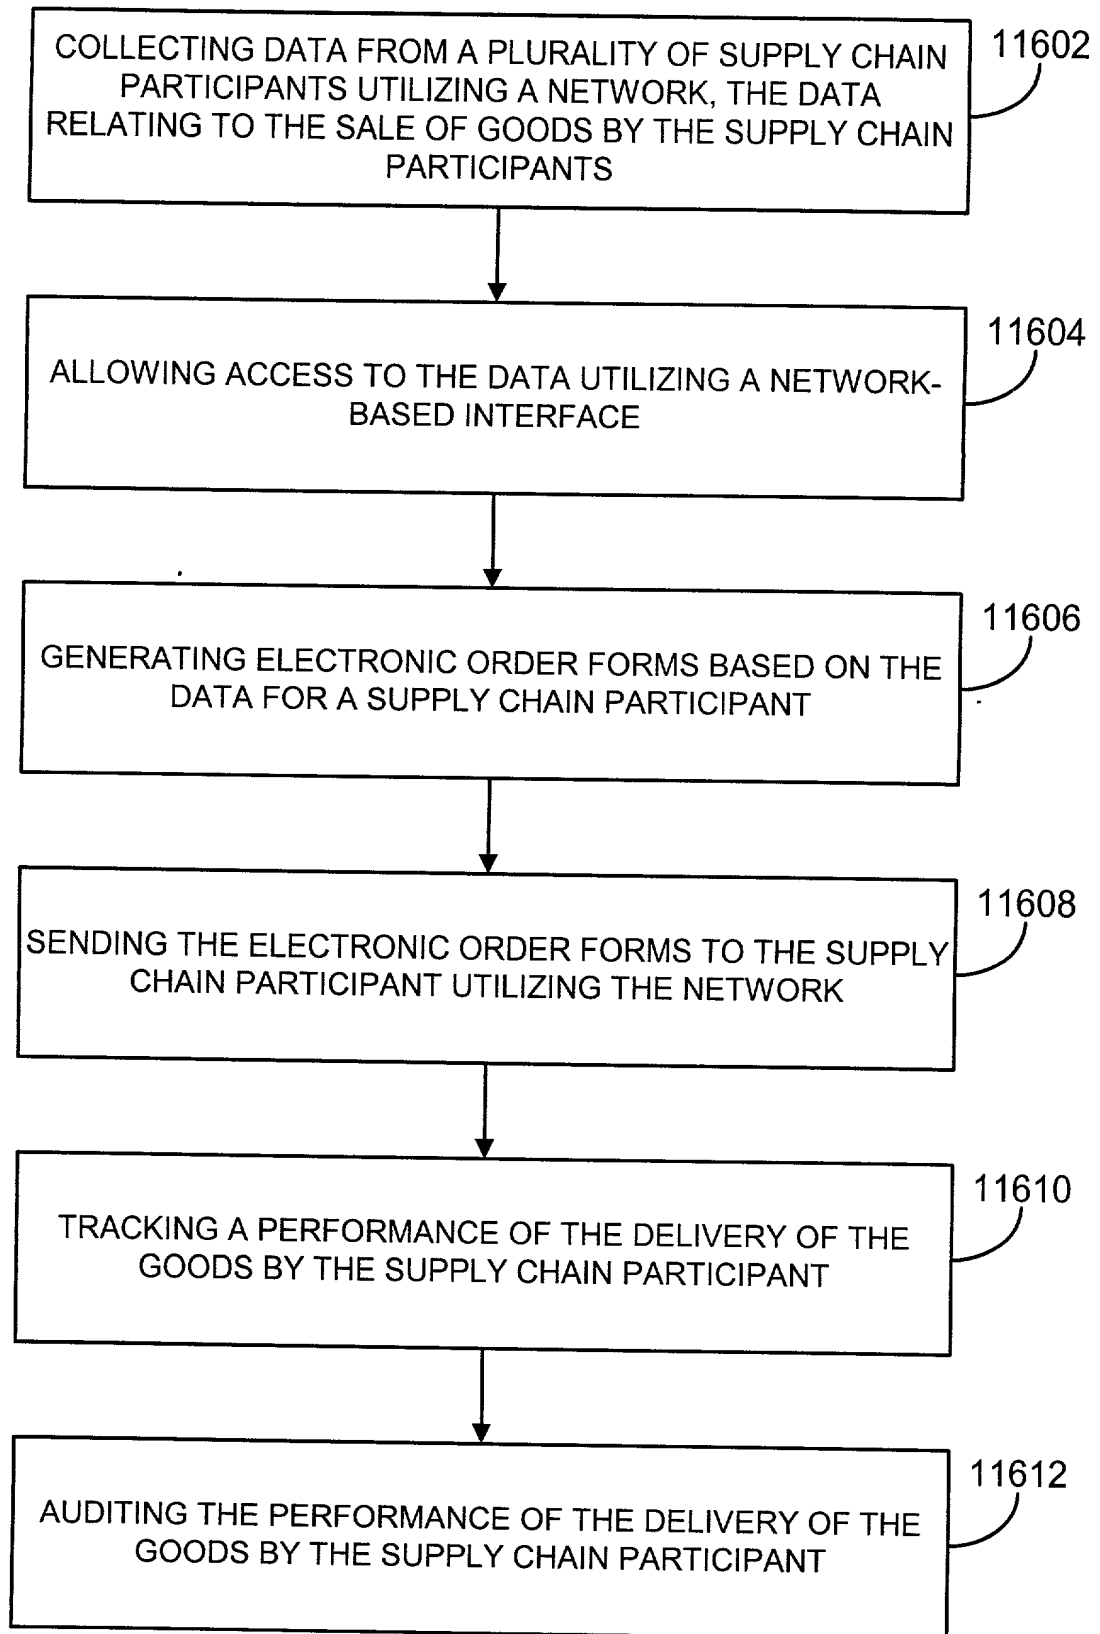 COLLECTING DATA FROM A PLURALITY OF SUPPLY CHAIN
PARTICIPANTS UTILIZING A NETWORK, THE DATA
RELATING TO THE SALE OF GOODS BY THE SUPPLY CHAIN
PARTICIPANTS
11602
ALLOWING ACCESS TO THE DATA UTILIZING A NETWORK-
BASED INTERFACE
11604
GENERATING ELECTRONIC ORDER FORMS BASED ON THE
DATA FOR A SUPPLY CHAIN PARTICIPANT
11606
SENDING THE ELECTRONIC ORDER FORMS TO THE SUPPLY
CHAIN PARTICIPANT UTILIZING THE NETWORK
11608
TRACKING A PERFORMANCE OF THE DELIVERY OF THE
GOODS BY THE SUPPLY CHAIN PARTICIPANT
11610
AUDITING THE PERFORMANCE OF THE DELIVERY OF THE
GOODS BY THE SUPPLY CHAIN PARTICIPANT
11612